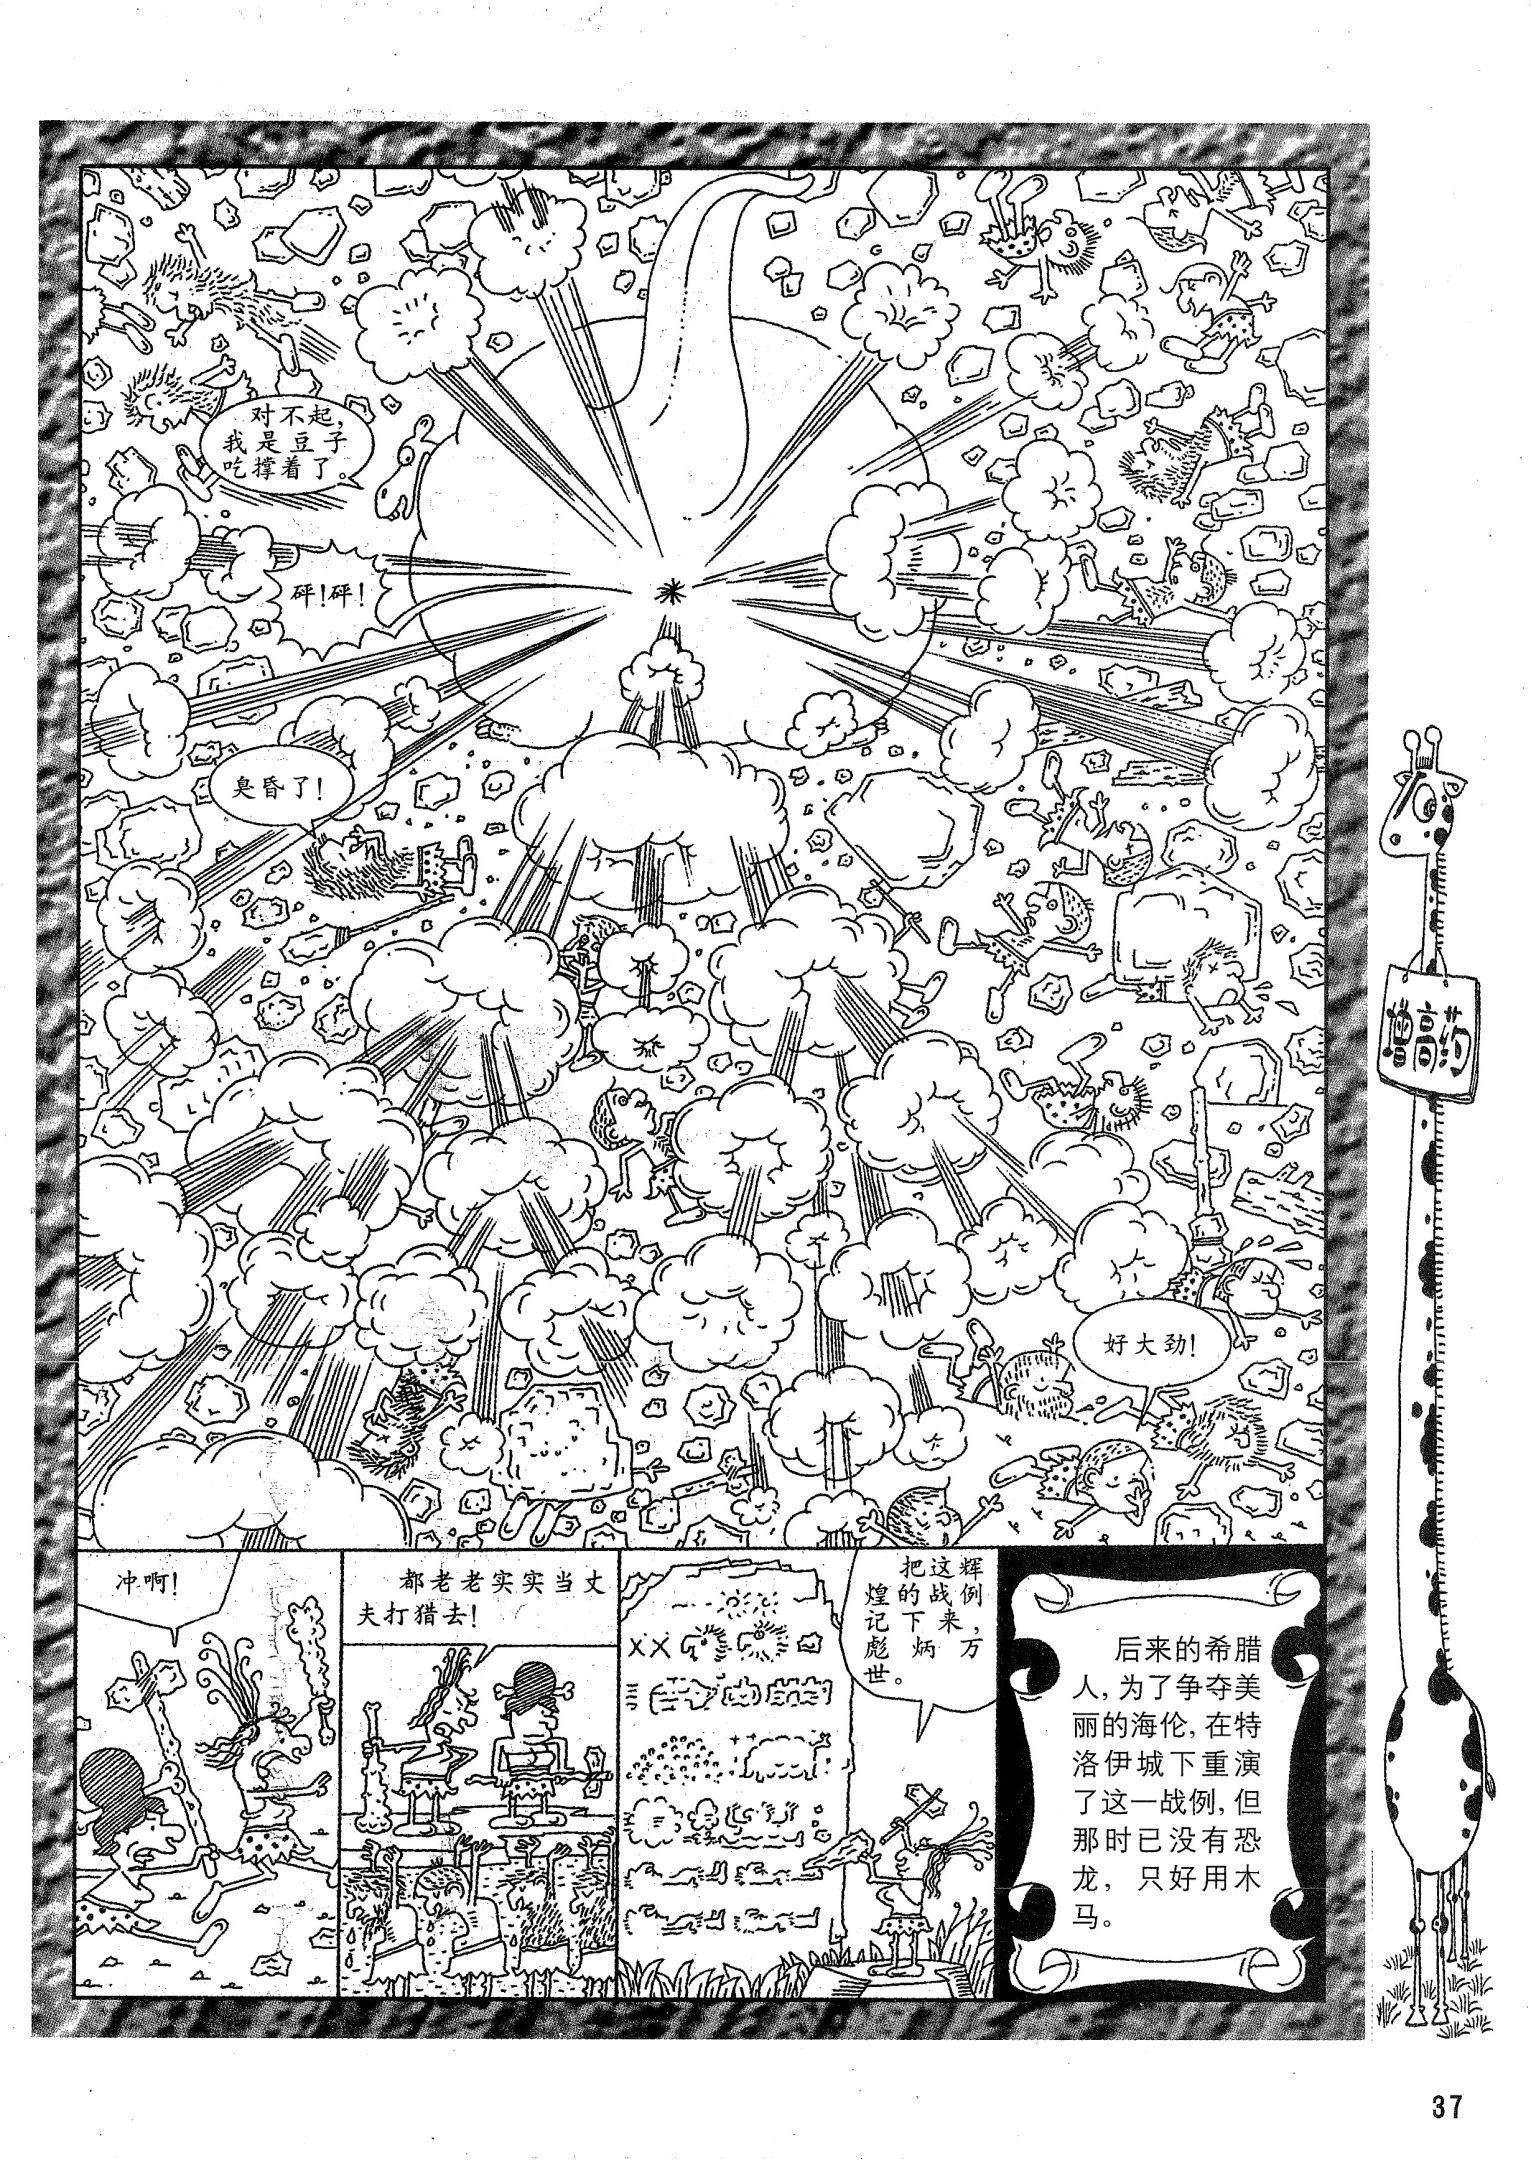 对不起,
我是豆子
吃撑着了。
砰!砰!
臭昏了!
好大劲!
冲啊!
都老老实实当丈
夫打猎去!
把这辉
煌的战例
记下来,
彪炳万
世。
后来的希腊
人,为了争夺美
丽的海伦,在特
洛伊城下重演
了这一战例,但
那时已没有恐
龙,只好用木
马。
37